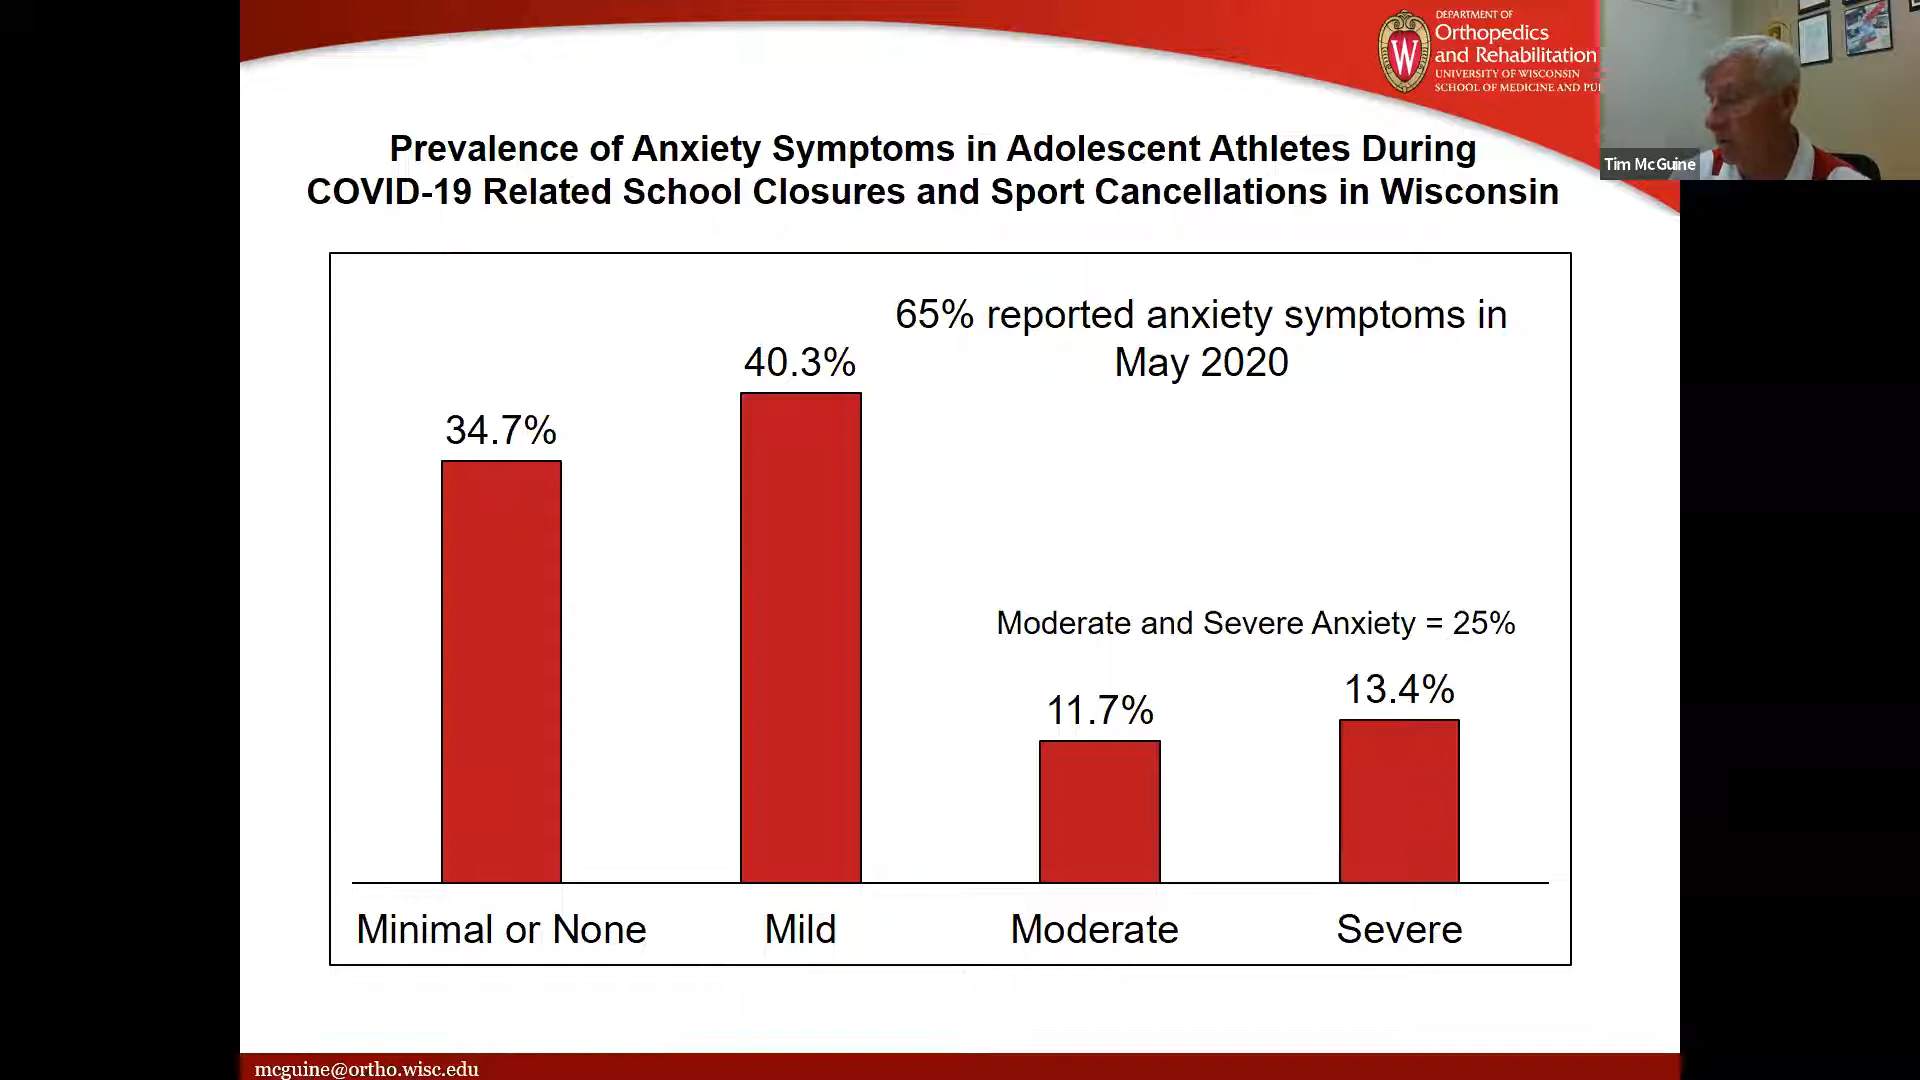 DEPARTMENT OF
Orthopedics
and Rehabilitation
UNIVERSITY OF WISCONSIN
SCHOOL OF MEDICINE AND PU
Tim McGuine
Prevalence of Anxiety Symptoms in Adolescent Athletes During
COVID-19 Related School Closures and Sport Cancellations in Wisconsin
65% reported anxiety symptoms in
May 2020
34.7%
40.3%
Moderate and Severe Anxiety = 25%
11.7%
13.4%
Minimal or None
Mild
Moderate
Severe
mcguine@ortho.wisc.edu